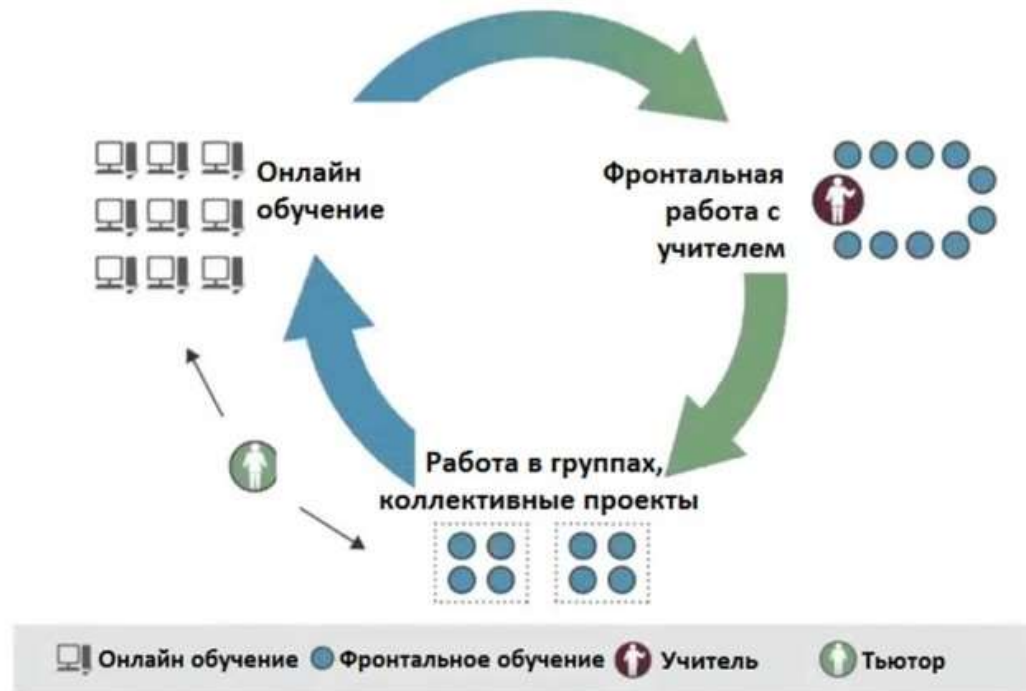 Онлайн
обучение
Фронтальная
работа с
учителем
Работа в группах,
коллективные проекты
Онлайн обучение
Фронтальное обучение
Учитель
Тьютор